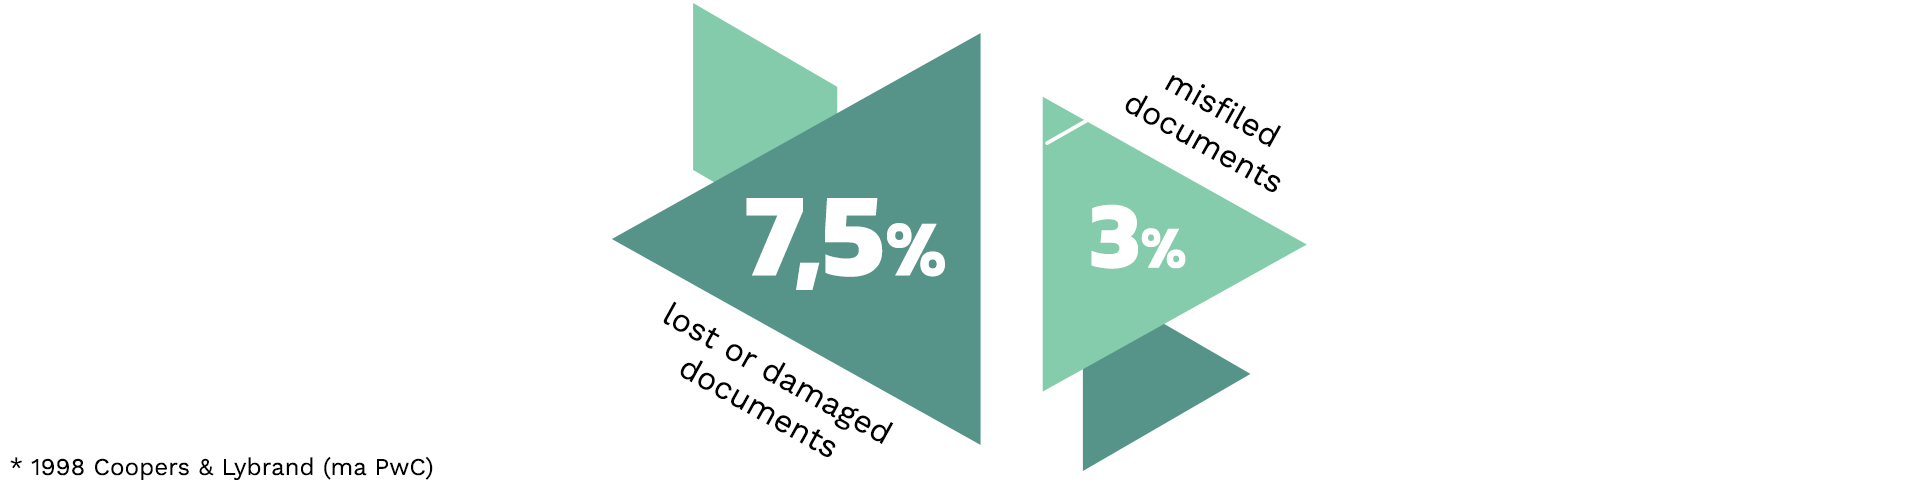 7,5%
lost or damaged
documents
misfiled
documents
3%
* 1998 Coopers & Lybrand (ma PwC)